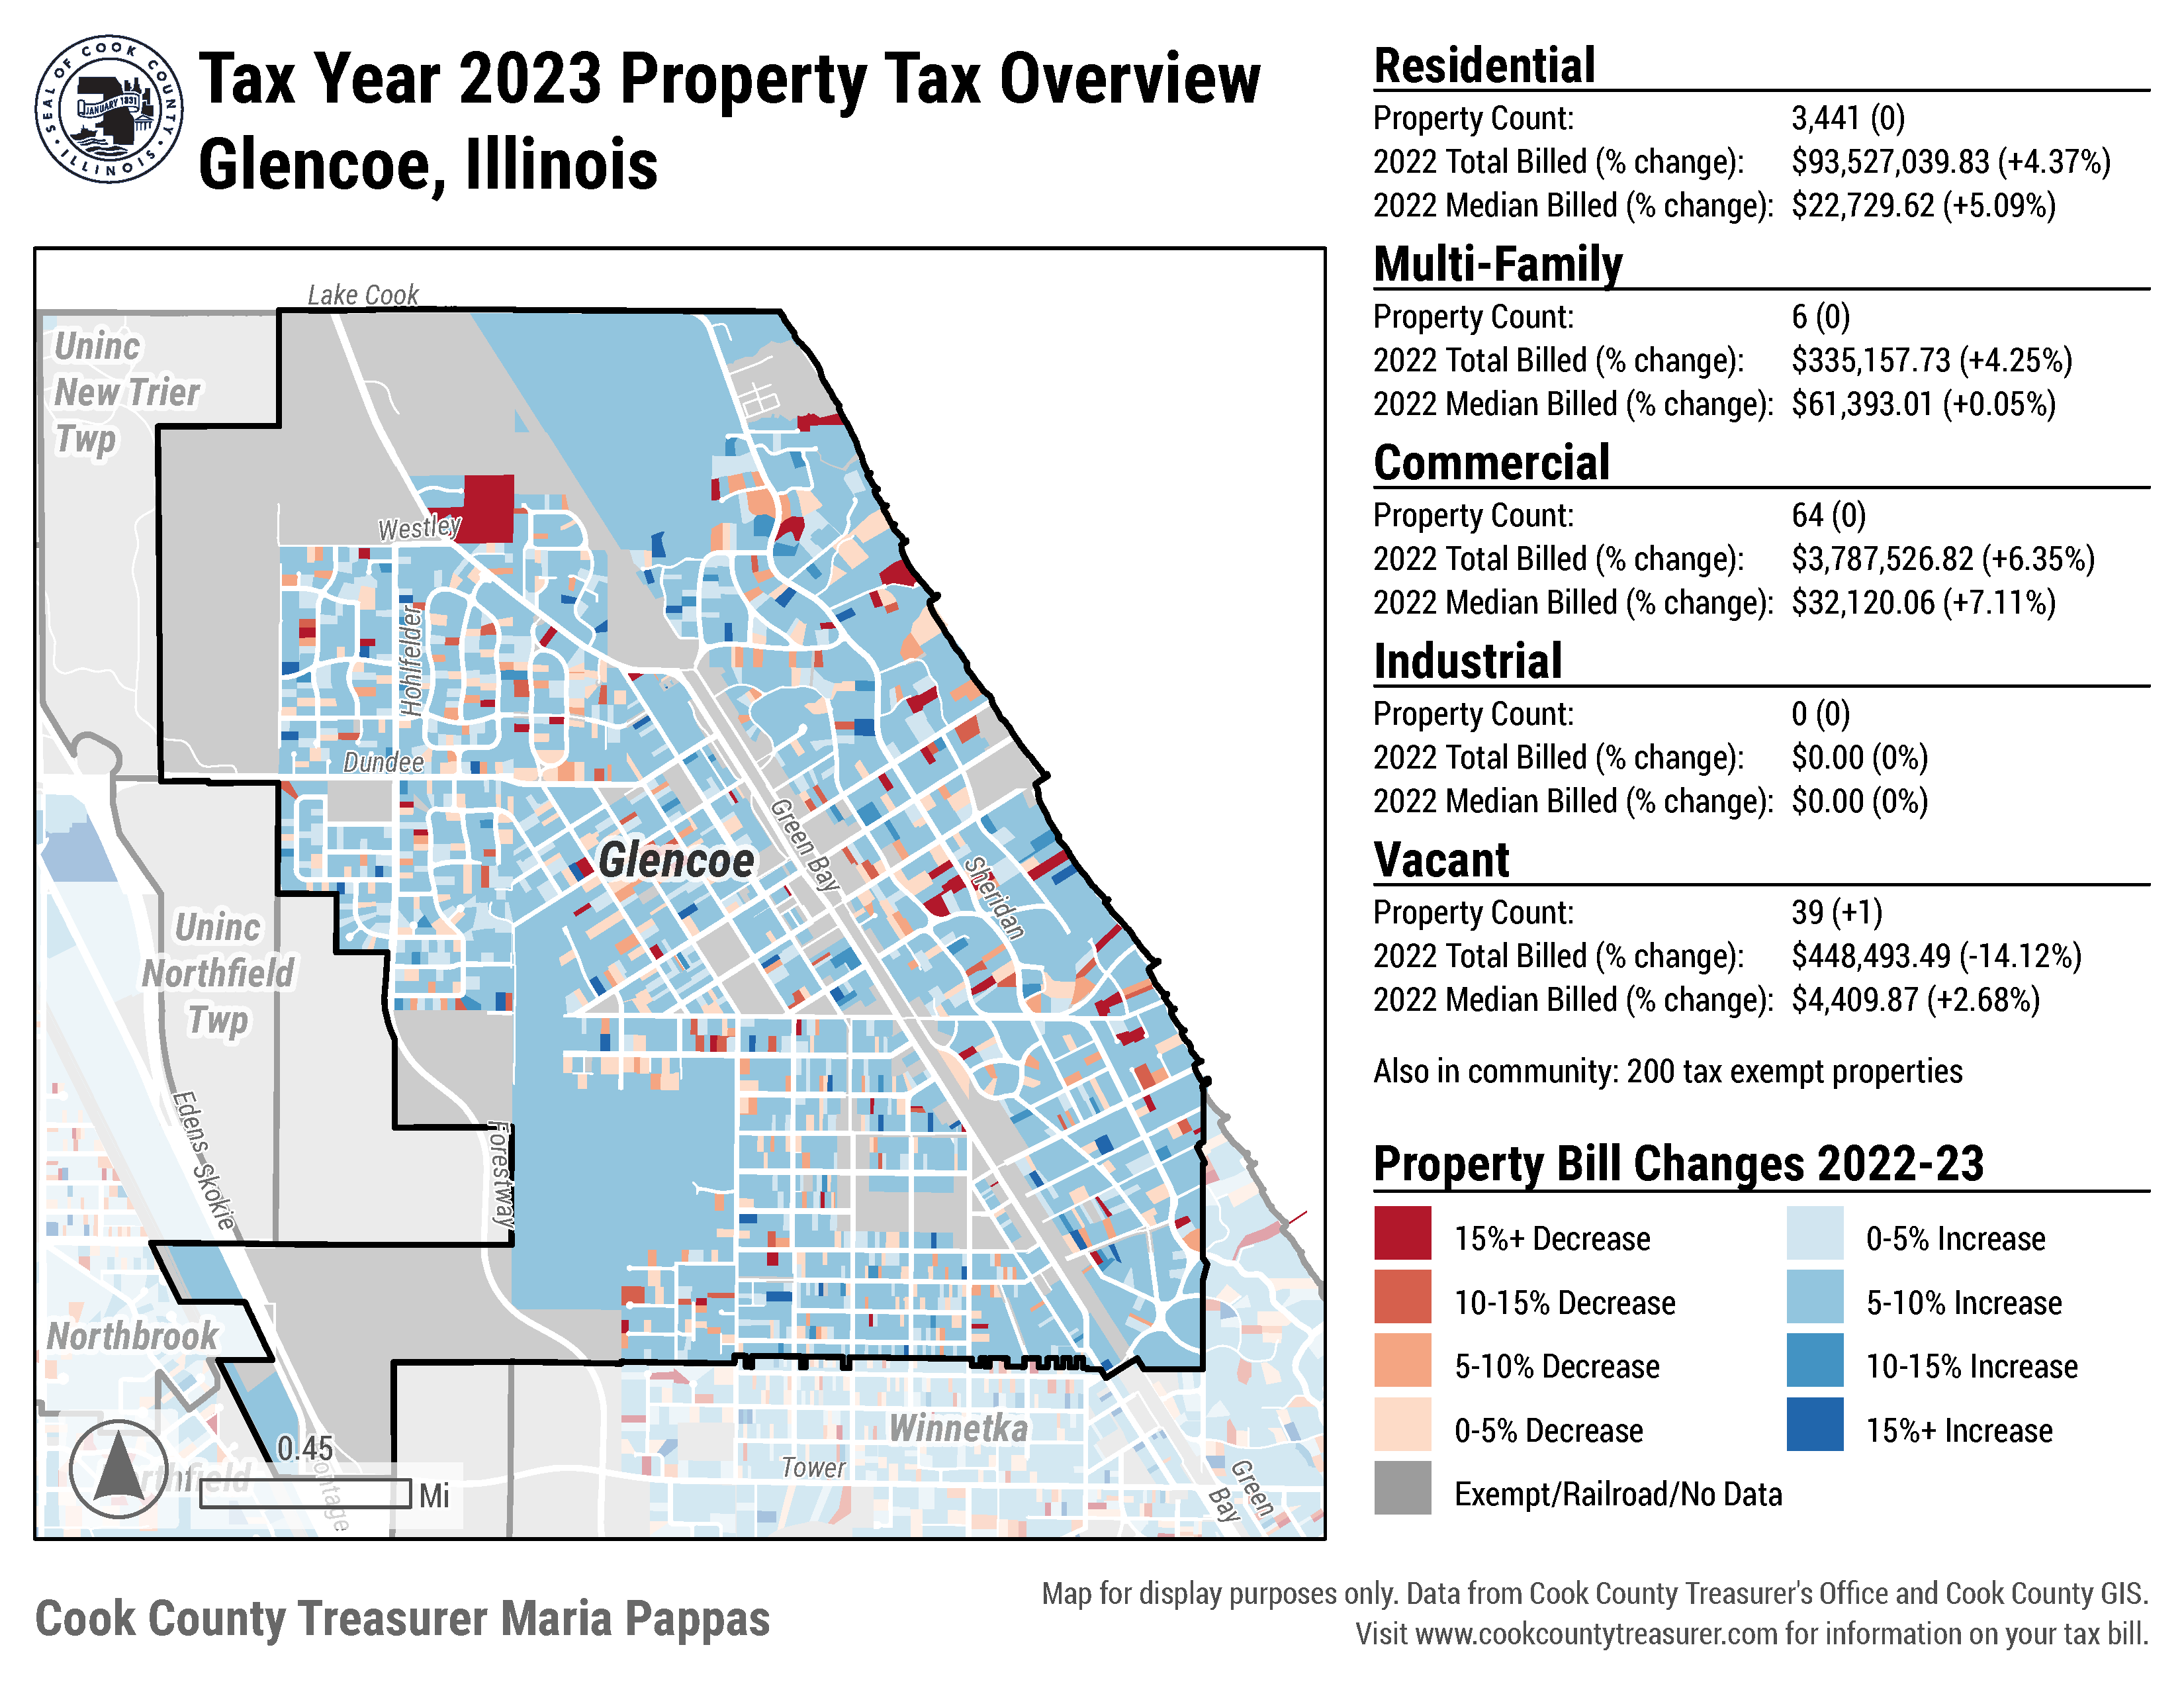 SEAL OF COOK COUNTY
JANUARY 1831
ILLINOIS
Tax Year 2023 Property Tax Overview
Glencoe, Illinois
Lake Cook
Uninc
New Trier
Twp
Westley
Hohlfelder
Dundee
Glencoe
Green Bay
Sheridan
Uninc
Northfield
Twp
Edens Skokie
Forestway
Northbrook
Winnetka
Tower
Green
Bay
0.45
Mi
Residential
Property Count: 3,441 (0)
2022 Total Billed (% change): $93,527,039.83 (+4.37%)
2022 Median Billed (% change): $22,729.62 (+5.09%)
Multi-Family
Property Count: 6 (0)
2022 Total Billed (% change): $335,157.73 (+4.25%)
2022 Median Billed (% change): $61,393.01 (+0.05%)
Commercial
Property Count: 64 (0)
2022 Total Billed (% change): $3,787,526.82 (+6.35%)
2022 Median Billed (% change): $32,120.06 (+7.11%)
Industrial
Property Count: 0 (0)
2022 Total Billed (% change): $0.00 (0%)
2022 Median Billed (% change): $0.00 (0%)
Vacant
Property Count: 39 (+1)
2022 Total Billed (% change): $448,493.49 (-14.12%)
2022 Median Billed (% change): $4,409.87 (+2.68%)
Also in community: 200 tax exempt properties
Property Bill Changes 2022-23
15%+ Decrease
10-15% Decrease
5-10% Decrease
0-5% Decrease
Exempt/Railroad/No Data
0-5% Increase
5-10% Increase
10-15% Increase
15%+ Increase
Cook County Treasurer Maria Pappas
Map for display purposes only. Data from Cook County Treasurer's Office and Cook County GIS.
Visit www.cookcountytreasurer.com for information on your tax bill.